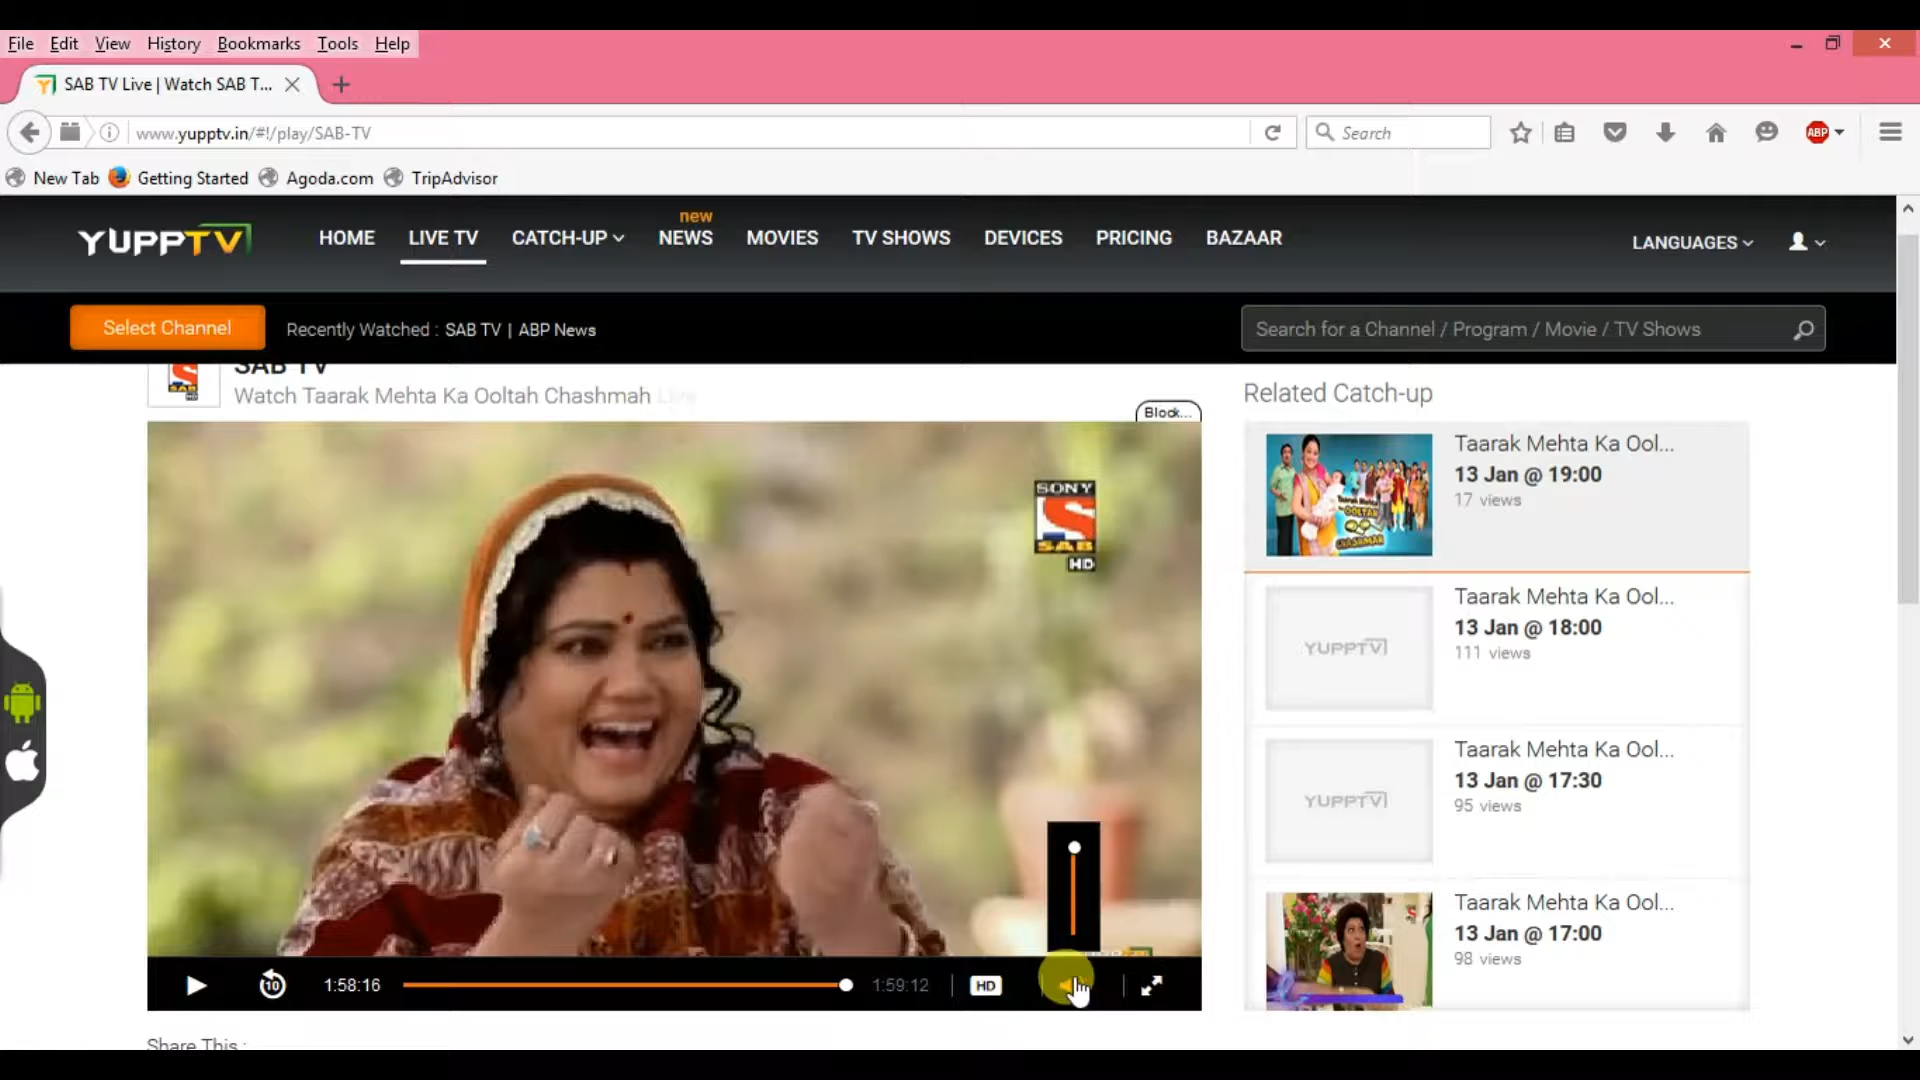 File Edit View History Bookmarks Tools Help
SAB TV Live | Watch SAB T...
www.yupptv.in/#!/play/SAB-TV
Search
ABP
New Tab Getting Started Agoda.com TripAdvisor
YUPPTV
HOME LIVE TV CATCH-UP new NEWS MOVIES TV SHOWS DEVICES PRICING BAZAAR
LANGUAGES
Select Channel
Recently Watched : SAB TV | ABP News
Search for a Channel / Program / Movie / TV Shows
SAB TV
Watch Taarak Mehta Ka Ooltah Chashmah Live
Block...
SONY
SAB
HD
1:58:16
1:59:12
HD
10
Share This :
Related Catch-up
Taarak Mehta Ka Ool...
13 Jan @ 19:00
17 views
Taarak Mehta Ka Ool...
13 Jan @ 18:00
111 views
YUPPTV
Taarak Mehta Ka Ool...
13 Jan @ 17:30
95 views
YUPPTV
Taarak Mehta Ka Ool...
13 Jan @ 17:00
98 views